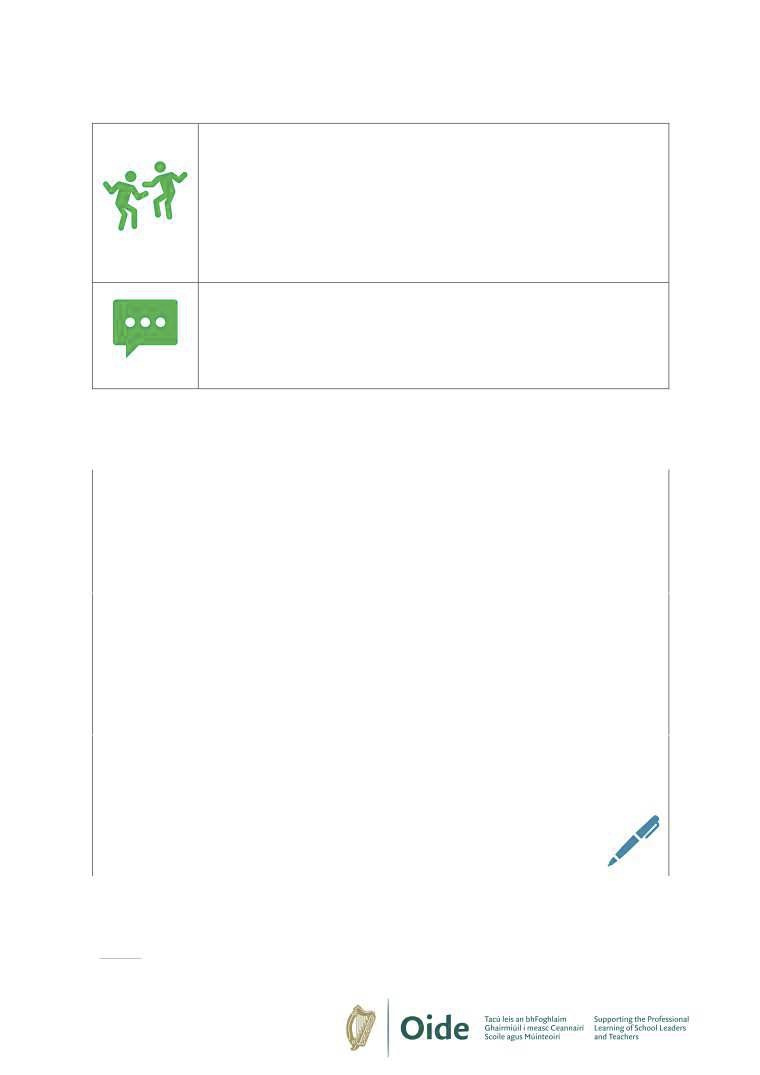 Oide
Tacú leis an bhFoghlaim
Ghairmiúil i measc Ceannairí
Scoile agus Múinteoirí
Supporting the Professional
Learning of School Leaders
and Teachers